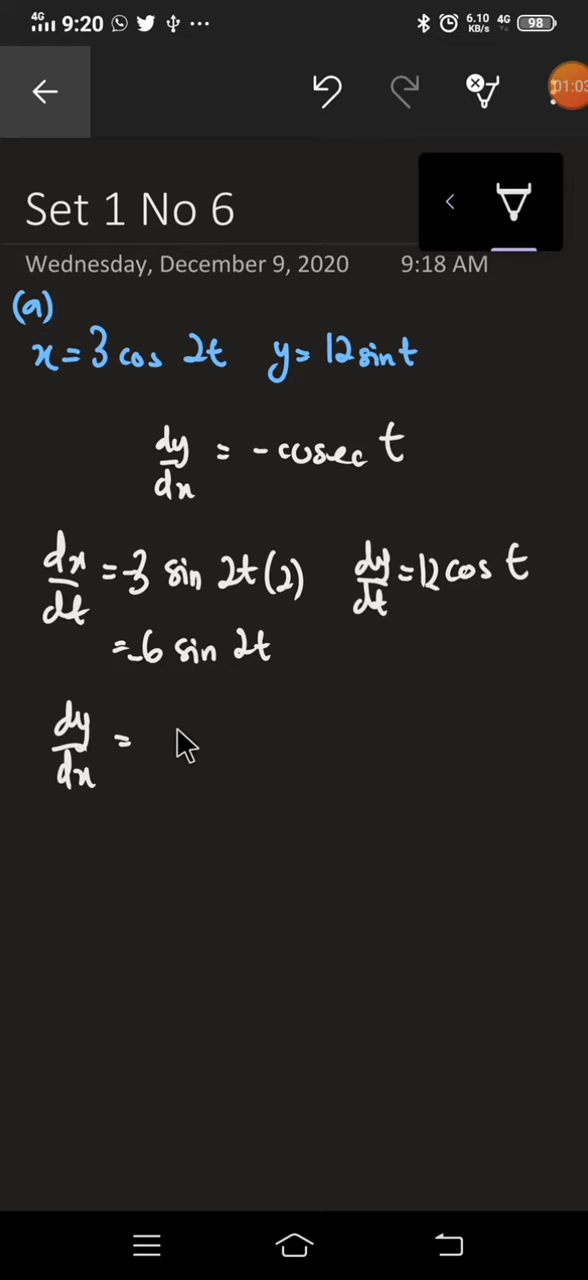 4G 9:20 ... 6.10 KB/s 4G 98
01:03
Set 1 No 6
Wednesday, December 9, 2020 9:18 AM
(a)
x = 3 cos 2t y = 12 sin t
dy/dx = - cosec t
dx/dt = -3 sin 2t (2) dy/dt = 12 cos t
= -6 sin 2t
dy/dx =